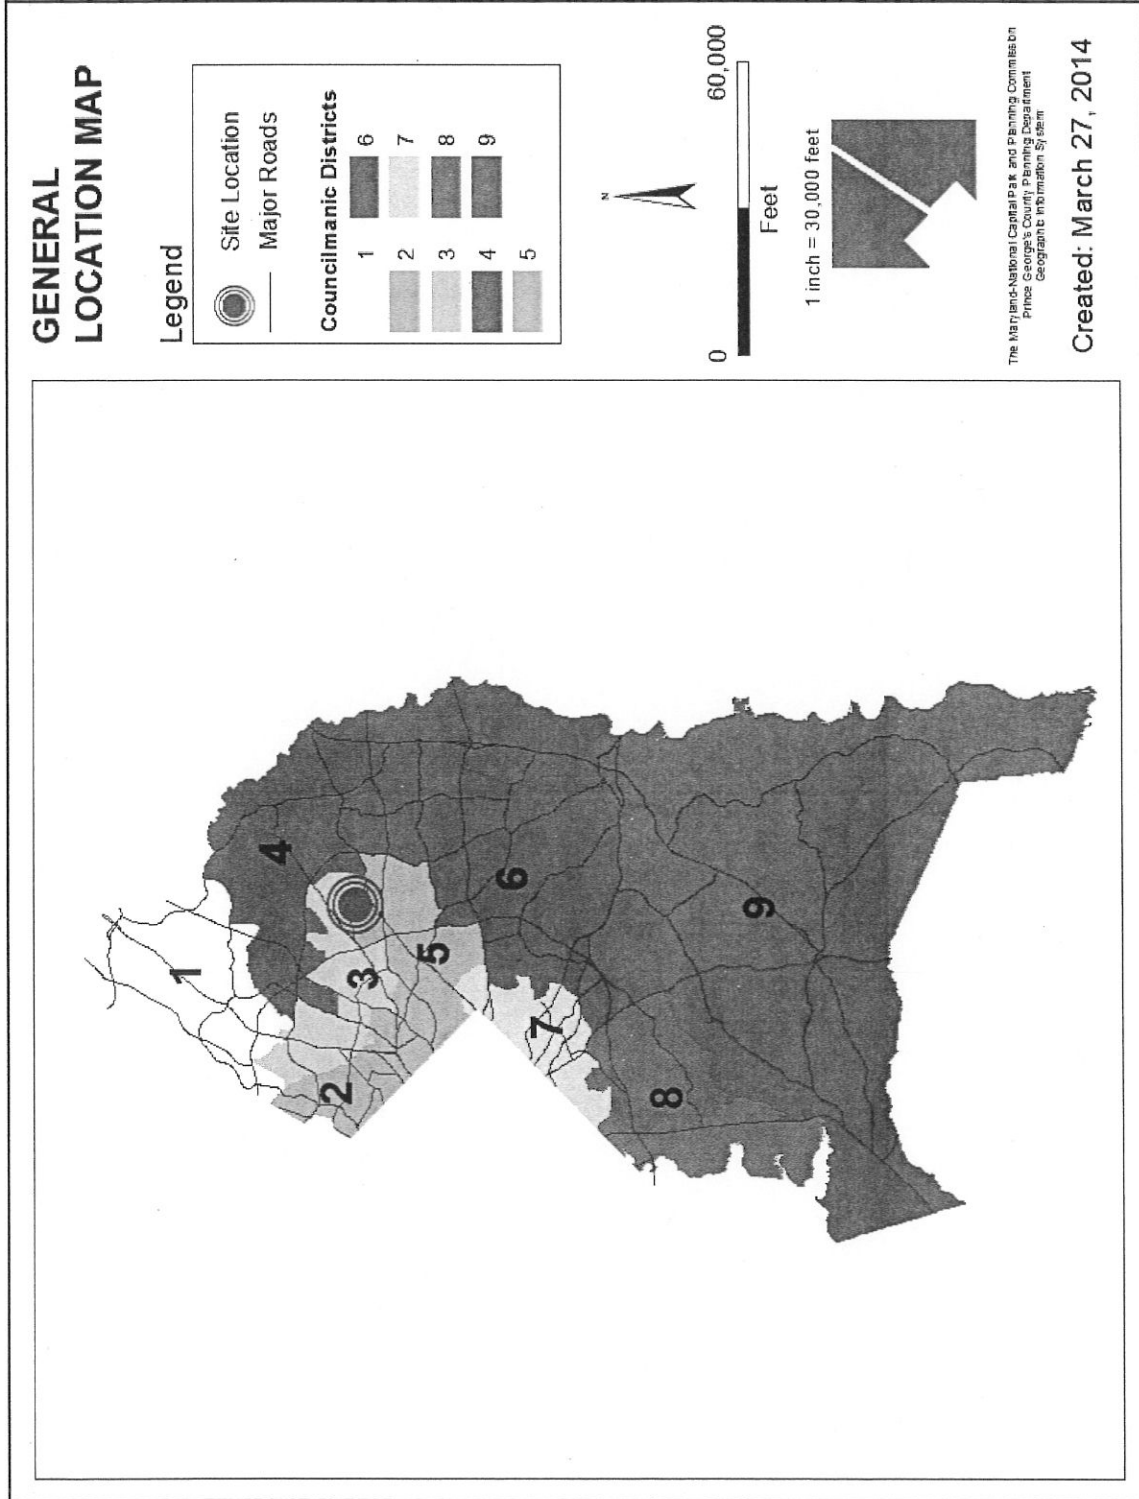 GENERAL
LOCATION MAP
Legend
Site Location
Major Roads
Councilmanic Districts
1
2
3
4
5
6
7
8
9
N
0
60,000
Feet
1 inch = 30,000 feet
The Maryland-National Capital Park and Planning Commission
Prince George's County Planning Department
Geographic Information System
Created: March 27, 2014
1
2
3
4
5
6
7
8
9